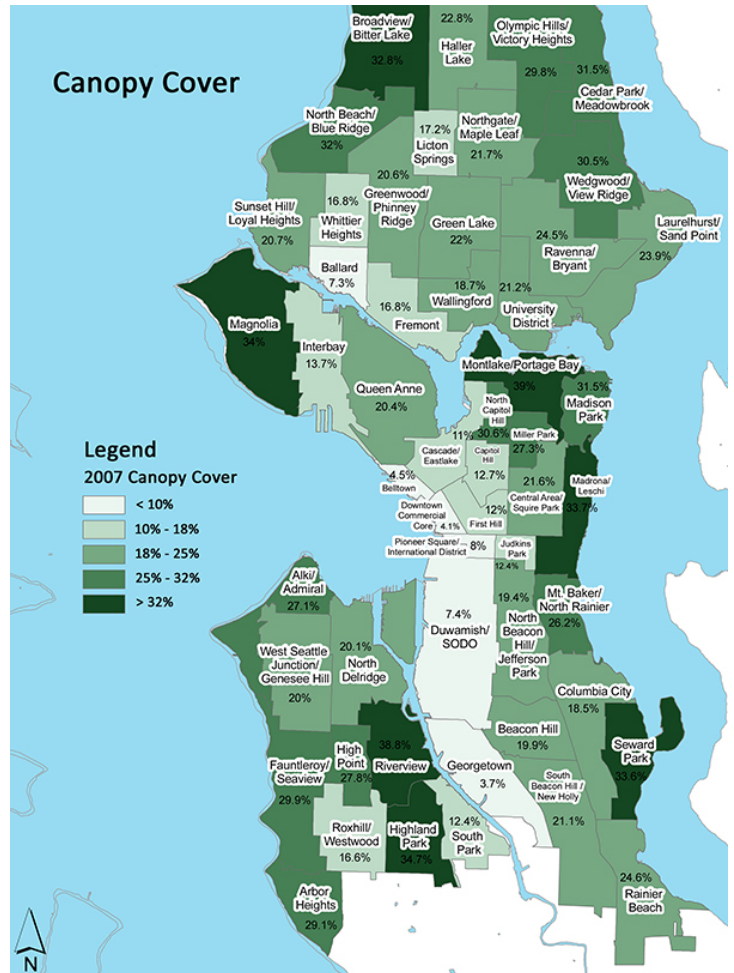 Canopy Cover
Broadview/
Bitter Lake
32.8%
22.8%
Haller
Lake
Olympic Hills/
Victory Heights
29.8%
31.5%
Cedar Park/
Meadowbrook
North Beach/
Blue Ridge
32%
17.2%
Licton
Springs
Northgate/
Maple Leaf
21.7%
30.5%
Wedgwood/
View Ridge
20.6%
Greenwood/
Phinney
Ridge
16.8%
Whittier
Heights
Sunset Hill/
Loyal Heights
20.7%
Green Lake
22%
24.5%
Ravenna/
Bryant
Laurelhurst/
Sand Point
23.9%
Ballard
7.3%
16.8%
Fremont
18.7%
Wallingford
21.2%
University
District
Magnolia
34%
Interbay
13.7%
Queen Anne
20.4%
Montlake/Portage Bay
39%
31.5%
Madison
Park
North
Capitol
Hill
30.6%
Miller Park
27.3%
11%
Cascade/
Eastlake
Capitol
Hill
12.7%
21.6%
Central Area/
Squire Park
Madrona/
Leschi
33.7%
4.5%
Belltown
Downtown
Commercial
Core
4.1%
12%
First Hill
Pioneer Square/
International District
8%
Judkins
Park
12.4%
Legend
2007 Canopy Cover
< 10%
10% - 18%
18% - 25%
25% - 32%
> 32%
Alki/
Admiral
27.1%
7.4%
Duwamish/
SODO
19.4%
North
Beacon
Hill/
Jefferson
Park
Mt. Baker/
North Rainier
26.2%
West Seattle
Junction/
Genesee Hill
20%
20.1%
North
Delridge
Columbia City
18.5%
Beacon Hill
19.9%
Seward
Park
33.6%
38.8%
Riverview
High
Point
27.8%
Fauntleroy/
Seaview
29.9%
Georgetown
3.7%
South
Beacon Hill /
New Holly
21.1%
Roxhill/
Westwood
16.6%
Highland
Park
34.7%
12.4%
South
Park
24.6%
Rainier
Beach
Arbor
Heights
29.1%
N